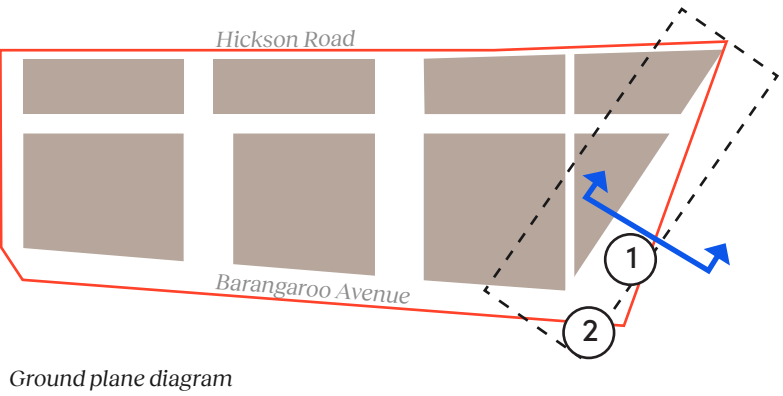 Hickson Road
1
Barangaroo Avenue
2
Ground plane diagram